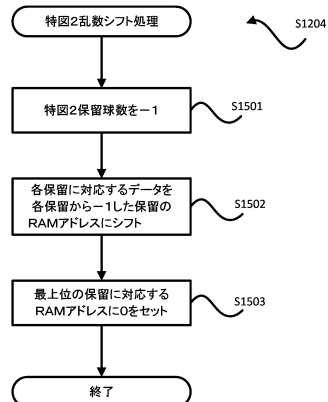 特図2乱数シフト処理
S1204
特図2保留球数を－1
S1501
各保留に対応するデータを
各保留から－1した保留の
RAMアドレスにシフト
S1502
最上位の保留に対応する
RAMアドレスに0をセット
S1503
終了